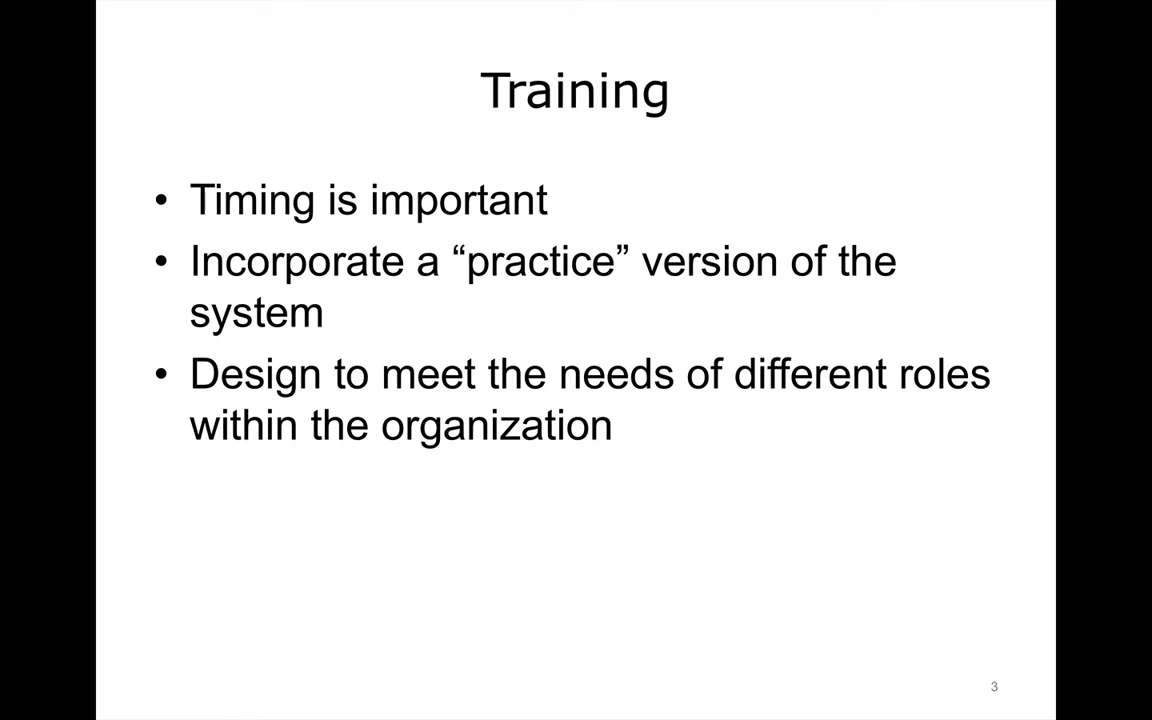 Training
• Timing is important
• Incorporate a “practice” version of the
system
• Design to meet the needs of different roles
within the organization
3